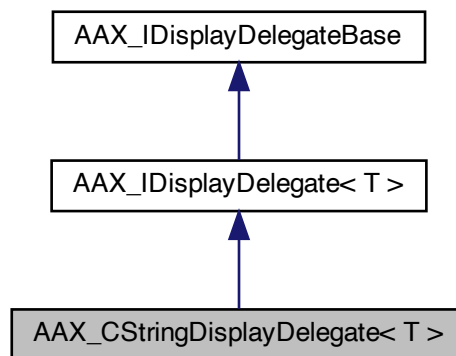 AAX_IDisplayDelegateBase
AAX_IDisplayDelegate< T >
AAX_CStringDisplayDelegate< T >